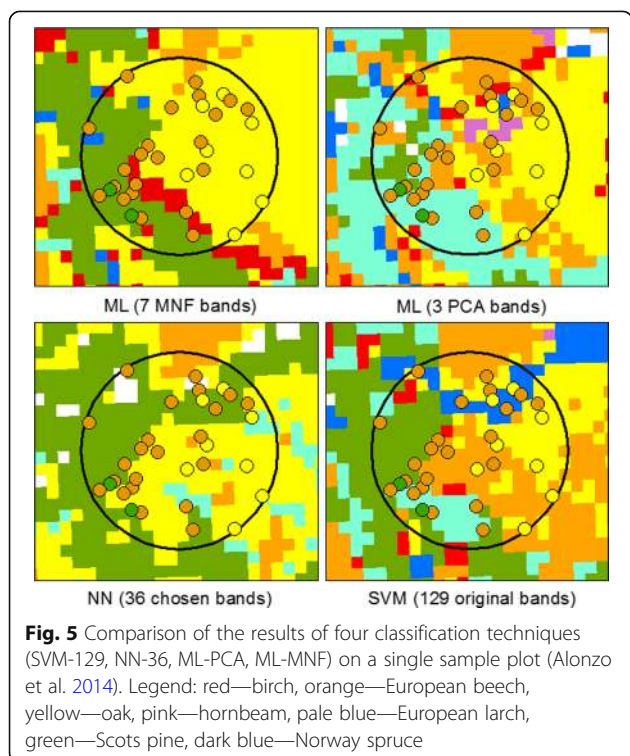 ML (7 MNF bands)
ML (3 PCA bands)
NN (36 chosen bands)
SVM (129 original bands)
Fig. 5 Comparison of the results of four classification techniques
(SVM-129, NN-36, ML-PCA, ML-MNF) on a single sample plot (Alonzo
et al. 2014). Legend: red—birch, orange—European beech,
yellow—oak, pink—hornbeam, pale blue—European larch,
green—Scots pine, dark blue—Norway spruce